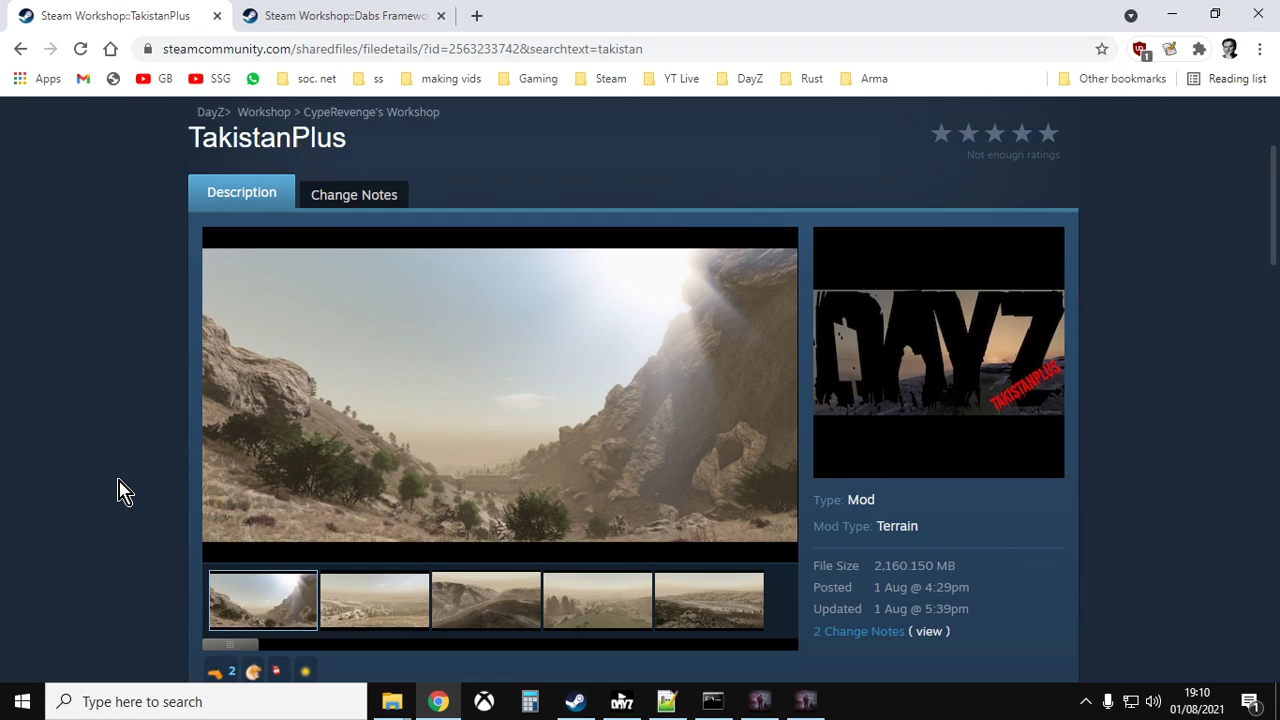 Steam Workshop::TakistanPlus
Steam Workshop::Dabs Framewo
steamcommunity.com/sharedfiles/filedetails/?id=2563233742&searchtext=takistan
1
Apps
GB
SSG
soc. net
ss
making vids
Gaming
Steam
YT Live
DayZ
Rust
Arma
Other bookmarks
Reading list
DayZ> Workshop > CypeRevenge's Workshop
TakistanPlus
Not enough ratings
Description
Change Notes
DAYZ
TAKISTANPLUS
Type: Mod
Mod Type: Terrain
File Size 2,160.150 MB
Posted 1 Aug @ 4:29pm
Updated 1 Aug @ 5:39pm
2 Change Notes ( view )
2
Type here to search
DAYZ
19:10
01/08/2021
1